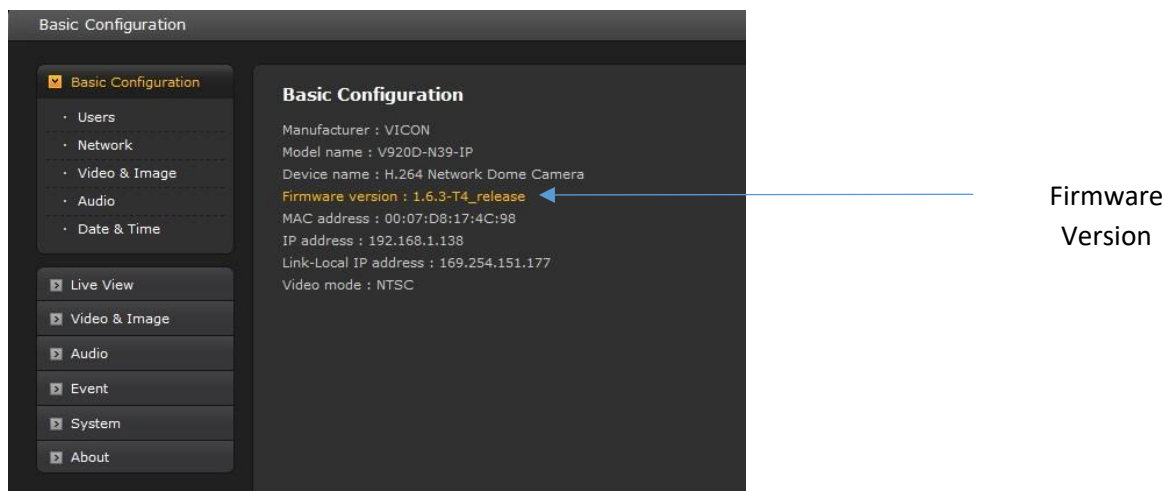 Basic Configuration
Basic Configuration
· Users
· Network
· Video & Image
· Audio
· Date & Time
Live View
Video & Image
Audio
Event
System
About
Basic Configuration
Manufacturer : VICON
Model name : V920D-N39-IP
Device name : H.264 Network Dome Camera
Firmware version : 1.6.3-T4_release
MAC address : 00:07:D8:17:4C:98
IP address : 192.168.1.138
Link-Local IP address : 169.254.151.177
Video mode : NTSC
Firmware
Version